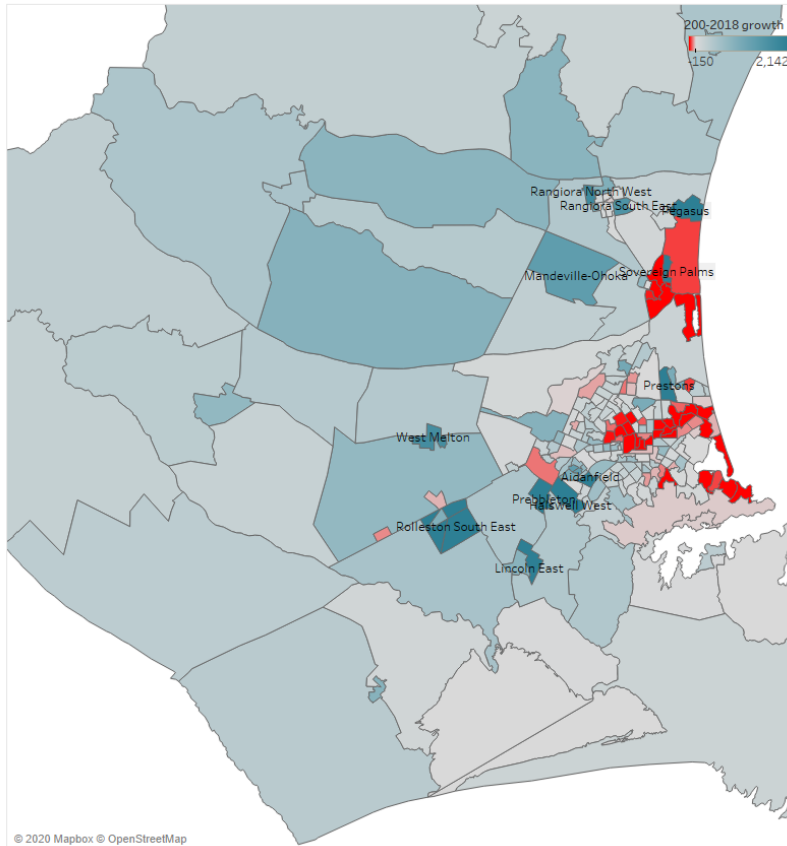 200-2018 growth
-150 2,142
Rangiora North West
Rangiora South East
Pegasus
Mandeville-Ohoka
Sovereign Palms
Prestons
West Melton
Aidanfield
Prebbleton
Halswell West
Rolleston South East
Lincoln East
© 2020 Mapbox © OpenStreetMap